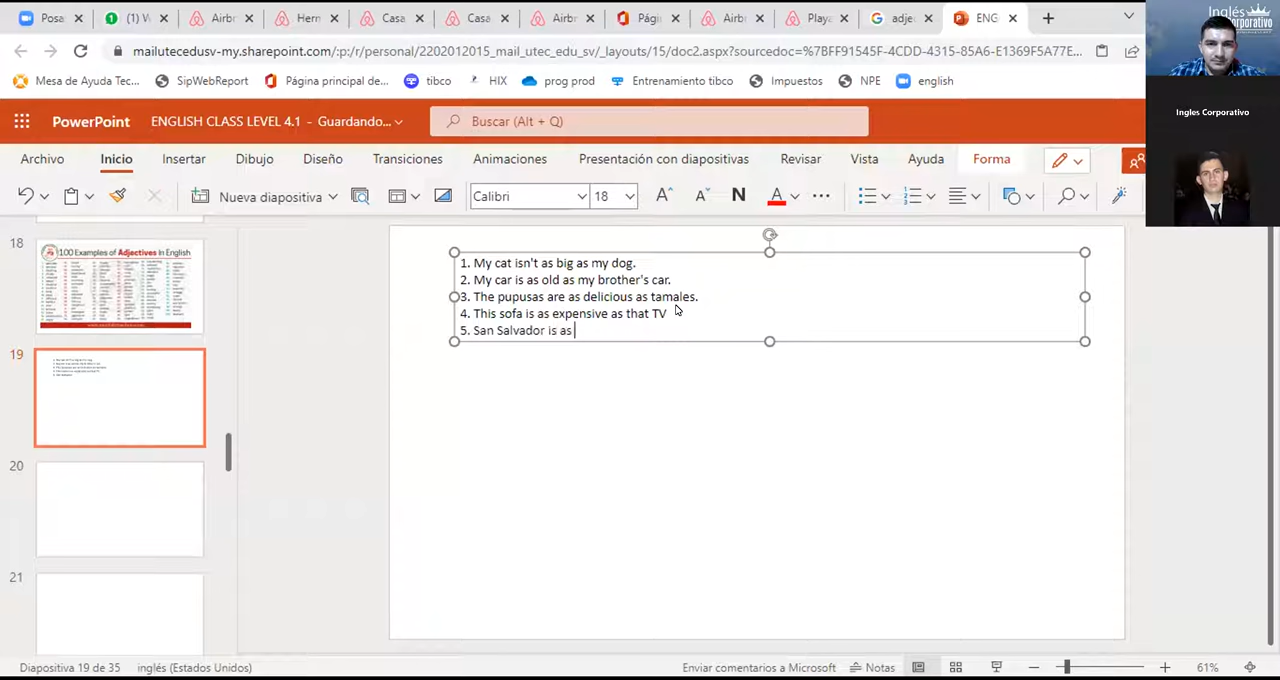 Posa
(1) W
Airbr
Herr
Casa
Casa
Airbr
Págir
Airbr
Playa
adje
ENG
mailutecedusv-my.sharepoint.com/:p:/r/personal/2202012015_mail_utec_edu_sv/_layouts/15/doc2.aspx?sourcedoc=%7BFF91545F-4CDD-4315-85A6-E1369F5A77E...
Mesa de Ayuda Tec...
SipWebReport
Página principal de...
tibco
HIX
prog prod
Entrenamiento tibco
Impuestos
NPE
english
PowerPoint
ENGLISH CLASS LEVEL 4.1 - Guardando...
Buscar (Alt + Q)
Archivo
Inicio
Insertar
Dibujo
Diseño
Transiciones
Animaciones
Presentación con diapositivas
Revisar
Vista
Ayuda
Forma
Nueva diapositiva
Calibri
18
N
18
100 Examples of Adjectives In English
19
20
21
1. My cat isn't as big as my dog.
2. My car is as old as my brother's car.
3. The pupusas are as delicious as tamales.
4. This sofa is as expensive as that TV
5. San Salvador is as
Inglés
Corporativo
Ingles Corporativo
Diapositiva 19 de 35
inglés (Estados Unidos)
Enviar comentarios a Microsoft
Notas
61%